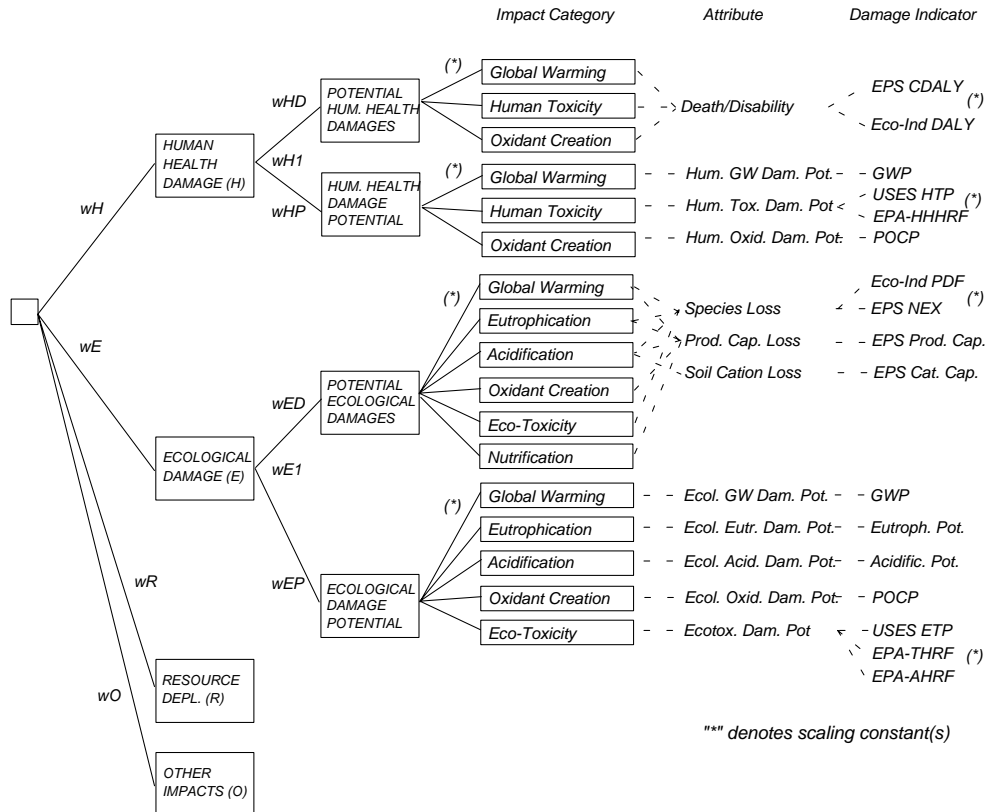 Impact Category Attribute Damage Indicator
(*)
Global Warming
wHD
POTENTIAL
HUM. HEALTH
DAMAGES
Human Toxicity
Oxidant Creation
Death/Disability
EPS CDALY
(*)
Eco-Ind DALY
HUMAN
HEALTH
DAMAGE (H)
wH1
wH
wHP
HUM. HEALTH
DAMAGE
POTENTIAL
(*)
Global Warming Hum. GW Dam. Pot. GWP
Human Toxicity Hum. Tox. Dam. Pot USES HTP
(*)
EPA-HHHRF
Oxidant Creation Hum. Oxid. Dam. Pot. POCP
(*)
Global Warming
Eutrophication
Acidification
Oxidant Creation
Eco-Toxicity
Nutrification
Species Loss
Prod. Cap. Loss
Soil Cation Loss
Eco-Ind PDF
(*)
EPS NEX
EPS Prod. Cap.
EPS Cat. Cap.
wE
wED
POTENTIAL
ECOLOGICAL
DAMAGES
ECOLOGICAL
DAMAGE (E)
wE1
wEP
ECOLOGICAL
DAMAGE
POTENTIAL
(*)
Global Warming Ecol. GW Dam. Pot. GWP
Eutrophication Ecol. Eutr. Dam. Pot. Eutroph. Pot.
Acidification Ecol. Acid. Dam. Pot. Acidific. Pot.
Oxidant Creation Ecol. Oxid. Dam. Pot. POCP
Eco-Toxicity Ecotox. Dam. Pot USES ETP
EPA-THRF (*)
EPA-AHRF
wR
wO
RESOURCE
DEPL. (R)
OTHER
IMPACTS (O)
"*" denotes scaling constant(s)